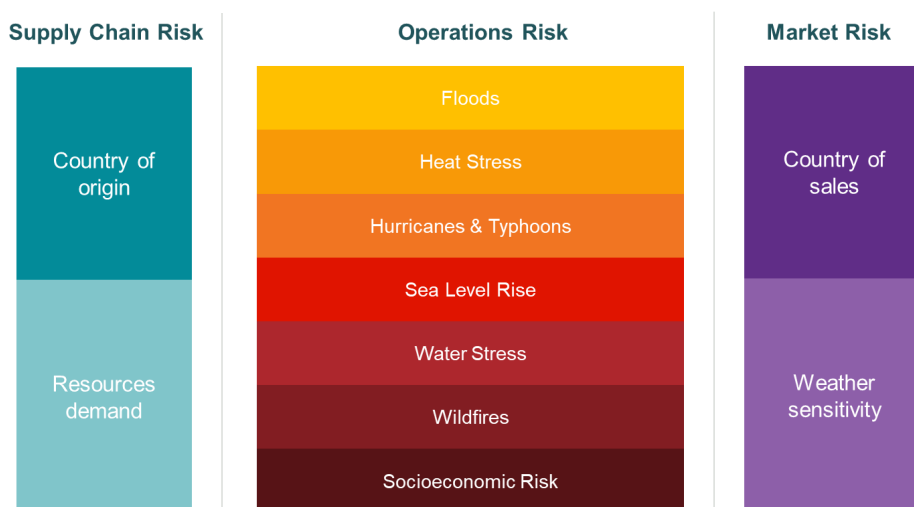 Supply Chain Risk
Country of
origin
Resources
demand
Operations Risk
Floods
Heat Stress
Hurricanes & Typhoons
Sea Level Rise
Water Stress
Wildfires
Socioeconomic Risk
Market Risk
Country of
sales
Weather
sensitivity